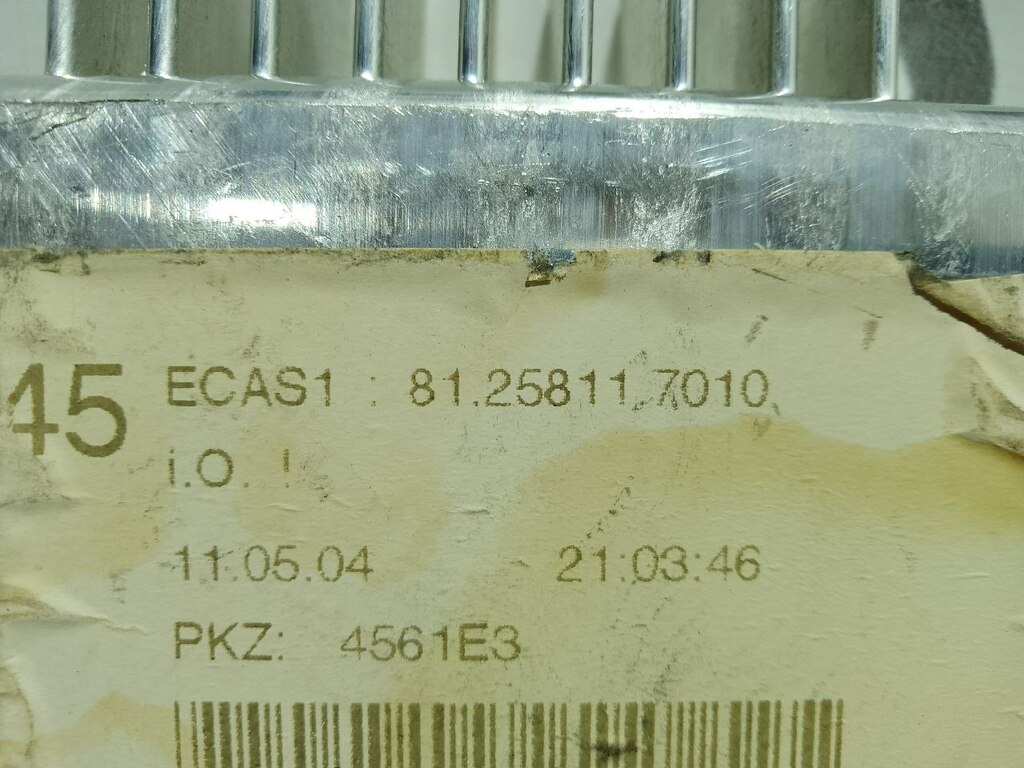 45 ECAS1 : 81.25811.7010
i.O. !
11.05.04 21:03:46
PKZ: 4561E3